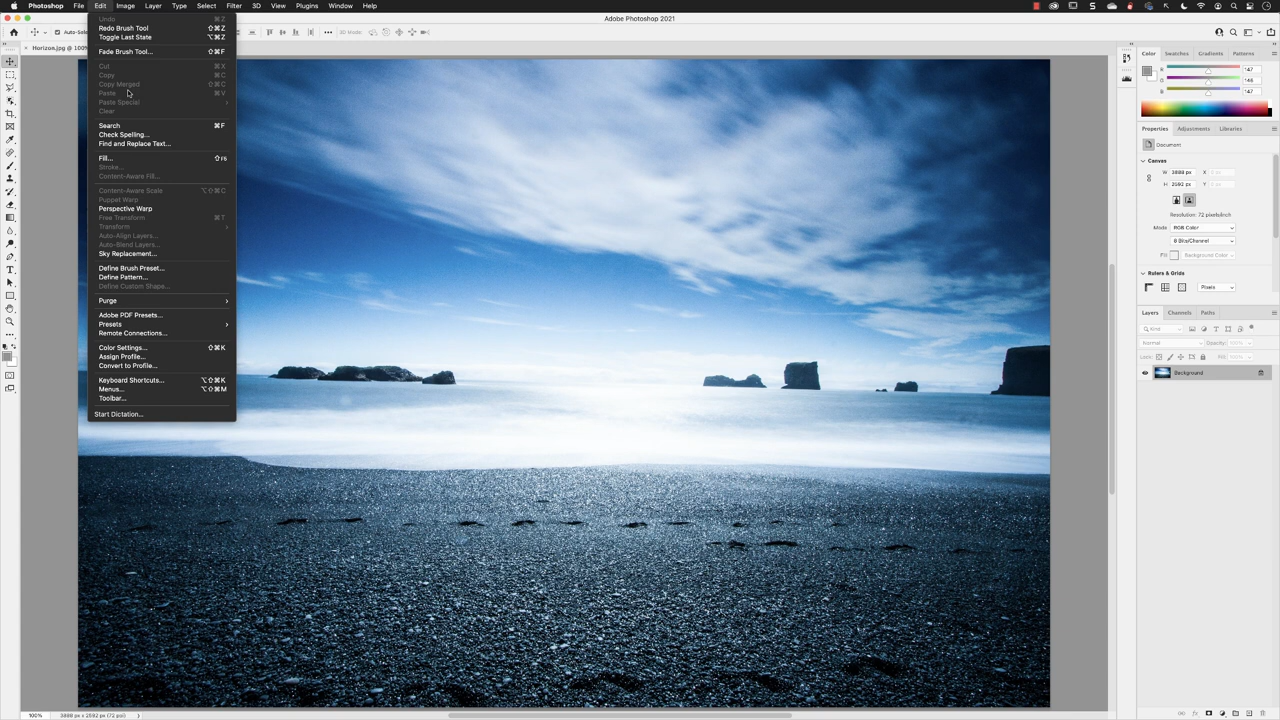 Photoshop File Edit Image Layer Type Select Filter 3D View Plugins Window Help
Adobe Photoshop 2021
Auto-Sele
3D Mode:
Horizon.jpg @ 100%
Undo ⌘Z
Redo Brush Tool ⇧⌘Z
Toggle Last State ⌥⌘Z
Fade Brush Tool... ⇧⌘F
Cut ⌘X
Copy ⌘C
Copy Merged ⇧⌘C
Paste ⌘V
Paste Special ›
Clear
Search ⌘F
Check Spelling...
Find and Replace Text...
Fill... ⇧F5
Stroke...
Content-Aware Fill...
Content-Aware Scale ⌥⇧⌘C
Puppet Warp
Perspective Warp
Free Transform ⌘T
Transform ›
Auto-Align Layers...
Auto-Blend Layers...
Sky Replacement...
Define Brush Preset...
Define Pattern...
Define Custom Shape...
Purge ›
Adobe PDF Presets...
Presets ›
Remote Connections...
Color Settings... ⇧⌘K
Assign Profile...
Convert to Profile...
Keyboard Shortcuts... ⌥⇧⌘K
Menus... ⌥⇧⌘M
Toolbar...
Start Dictation...
Color Swatches Gradients Patterns
R 147
G 146
B 147
Properties Adjustments Libraries
Document
Canvas
W 3888 px X
H 2592 px Y
Resolution: 72 pixels/inch
Mode RGB Color
8 Bits/Channel
Fill Background Color
Rulers & Grids
Pixels
Layers Channels Paths
Kind
Normal Opacity: 100%
Lock: Fill: 100%
Background
100% 3888 px x 2592 px (72 ppi) ›